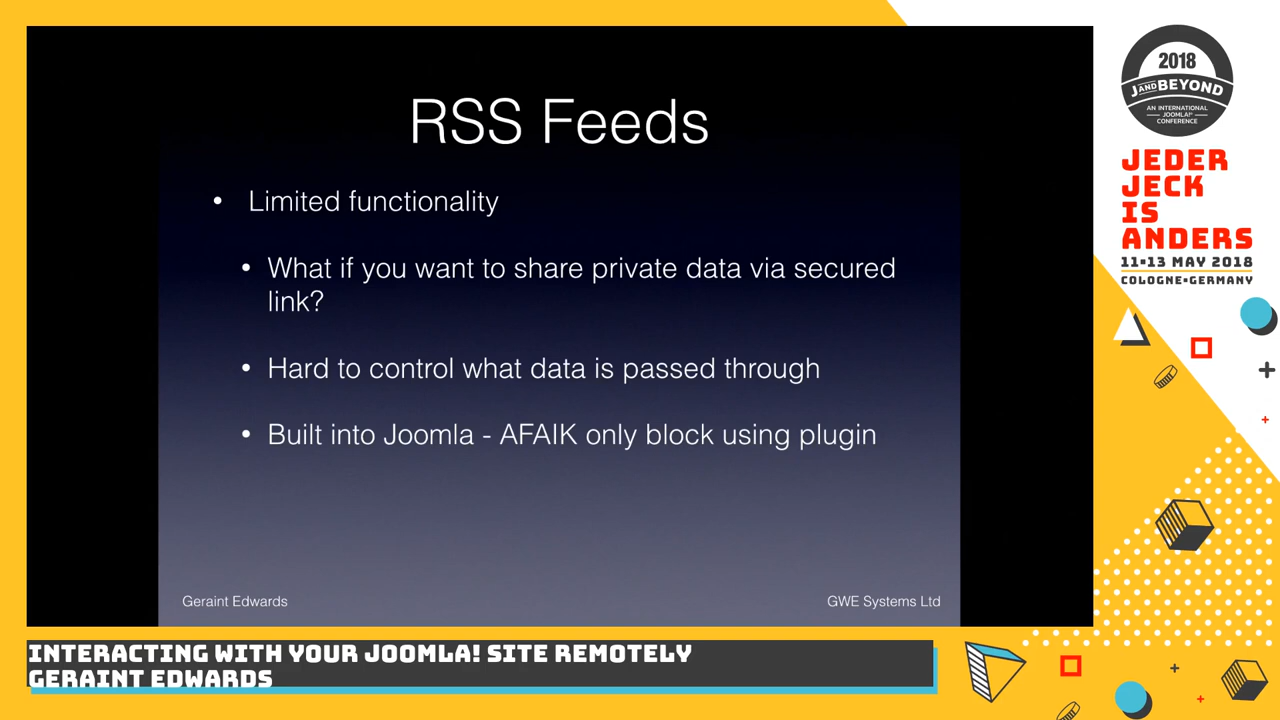 RSS Feeds
• Limited functionality
• What if you want to share private data via secured
link?
• Hard to control what data is passed through
• Built into Joomla - AFAIK only block using plugin
Geraint Edwards
GWE Systems Ltd
2018
J AND BEYOND
AN INTERNATIONAL
JOOMLA!®
CONFERENCE
JEDER
JECK
IS
ANDERS
11•13 MAY 2018
COLOGNE•GERMANY
INTERACTING WITH YOUR JOOMLA! SITE REMOTELY
GERAINT EDWARDS